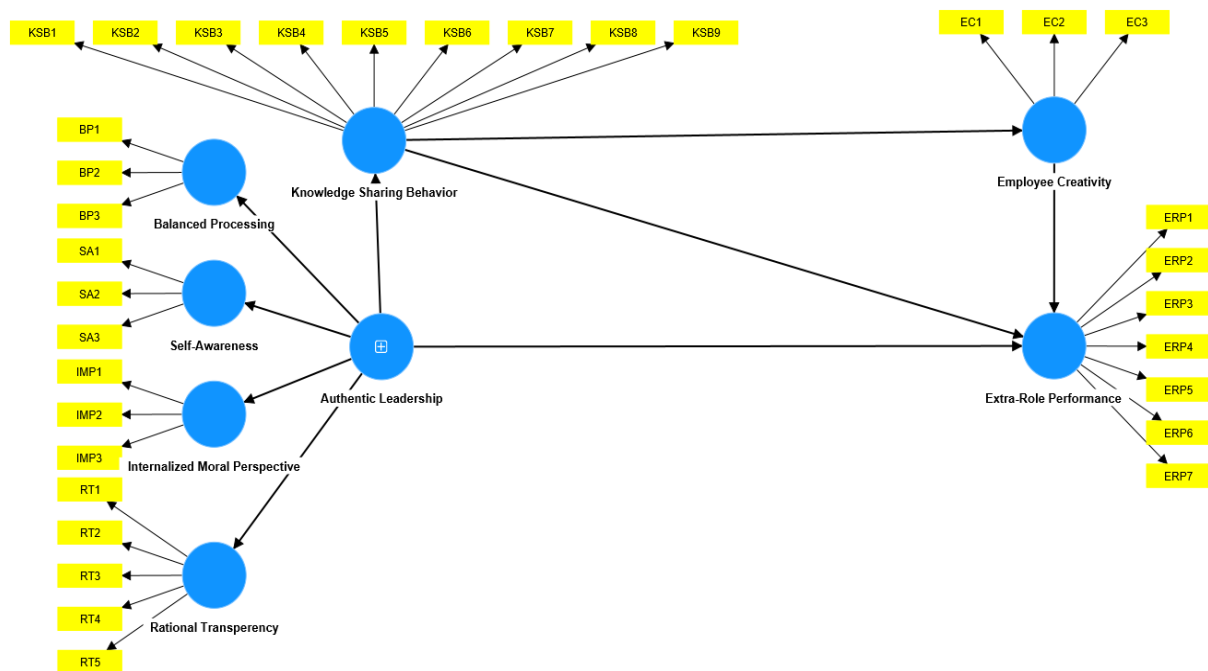 KSB1
KSB2
KSB3
KSB4
KSB5
KSB6
KSB7
KSB8
KSB9
EC1
EC2
EC3
Knowledge Sharing Behavior
Employee Creativity
BP1
BP2
BP3
Balanced Processing
SA1
SA2
SA3
Self-Awareness
IMP1
IMP2
IMP3
Internalized Moral Perspective
RT1
RT2
RT3
RT4
RT5
Rational Transperency
Authentic Leadership
Extra-Role Performance
ERP1
ERP2
ERP3
ERP4
ERP5
ERP6
ERP7